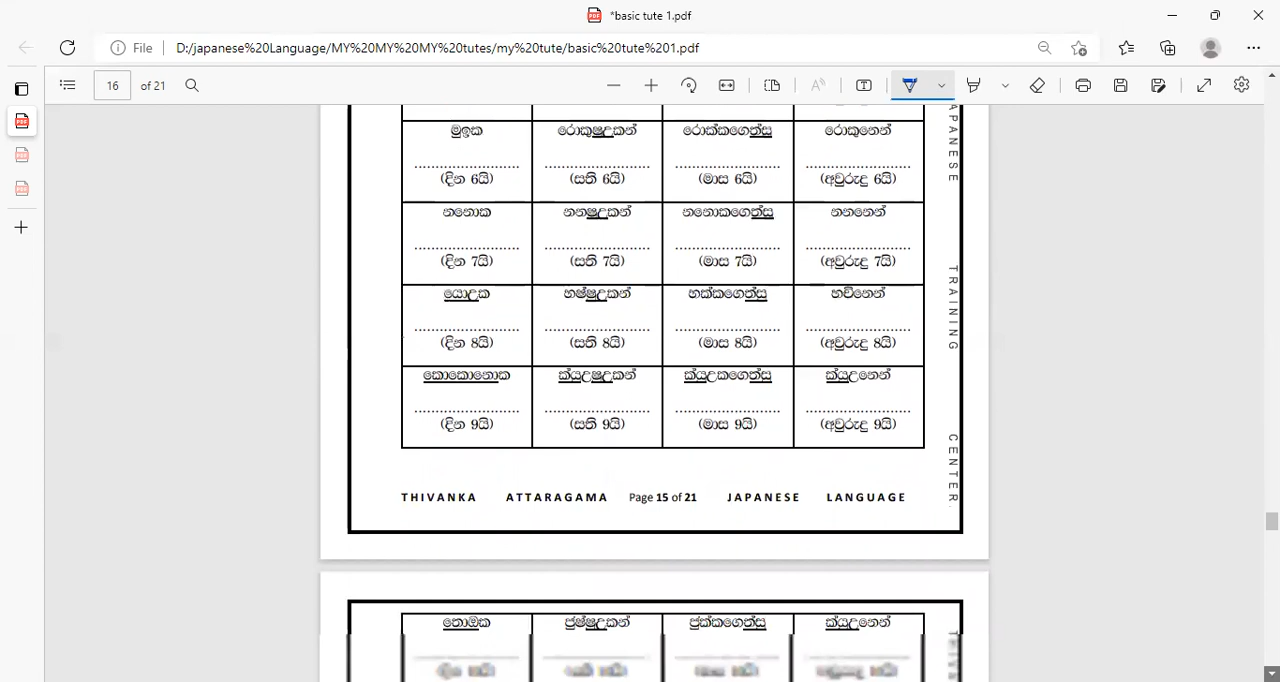 *basic tute 1.pdf
File D:/japanese%20Language/MY%20MY%20MY%20tutes/my%20tute/basic%20tute%201.pdf
16 of 21
මුඉක රොකුෂුඋකන් රොක්කගෙත්සු රොකුනෙන්
(දින 6යි) (සති 6යි) (මාස 6යි) (අවුරුදු 6යි)
නනොක නනෂුඋකන් නනොකගෙත්සු නනනෙන්
(දින 7යි) (සති 7යි) (මාස 7යි) (අවුරුදු 7යි)
යොඋක හෂ්ෂුඋකන් හක්කගෙත්සු හචිනෙන්
(දින 8යි) (සති 8යි) (මාස 8යි) (අවුරුදු 8යි)
කොකොනොක ක්යුඋෂුඋකන් ක්යුඋකගෙත්සු ක්යුඋනෙන්
(දින 9යි) (සති 9යි) (මාස 9යි) (අවුරුදු 9යි)
THIVANKA ATTARAGAMA Page 15 of 21 JAPANESE LANGUAGE
APANESE TRAINING CENTER.
තොඔක ජුෂ්ෂුඋකන් ජුක්කගෙත්සු ක්යුඋනෙන්